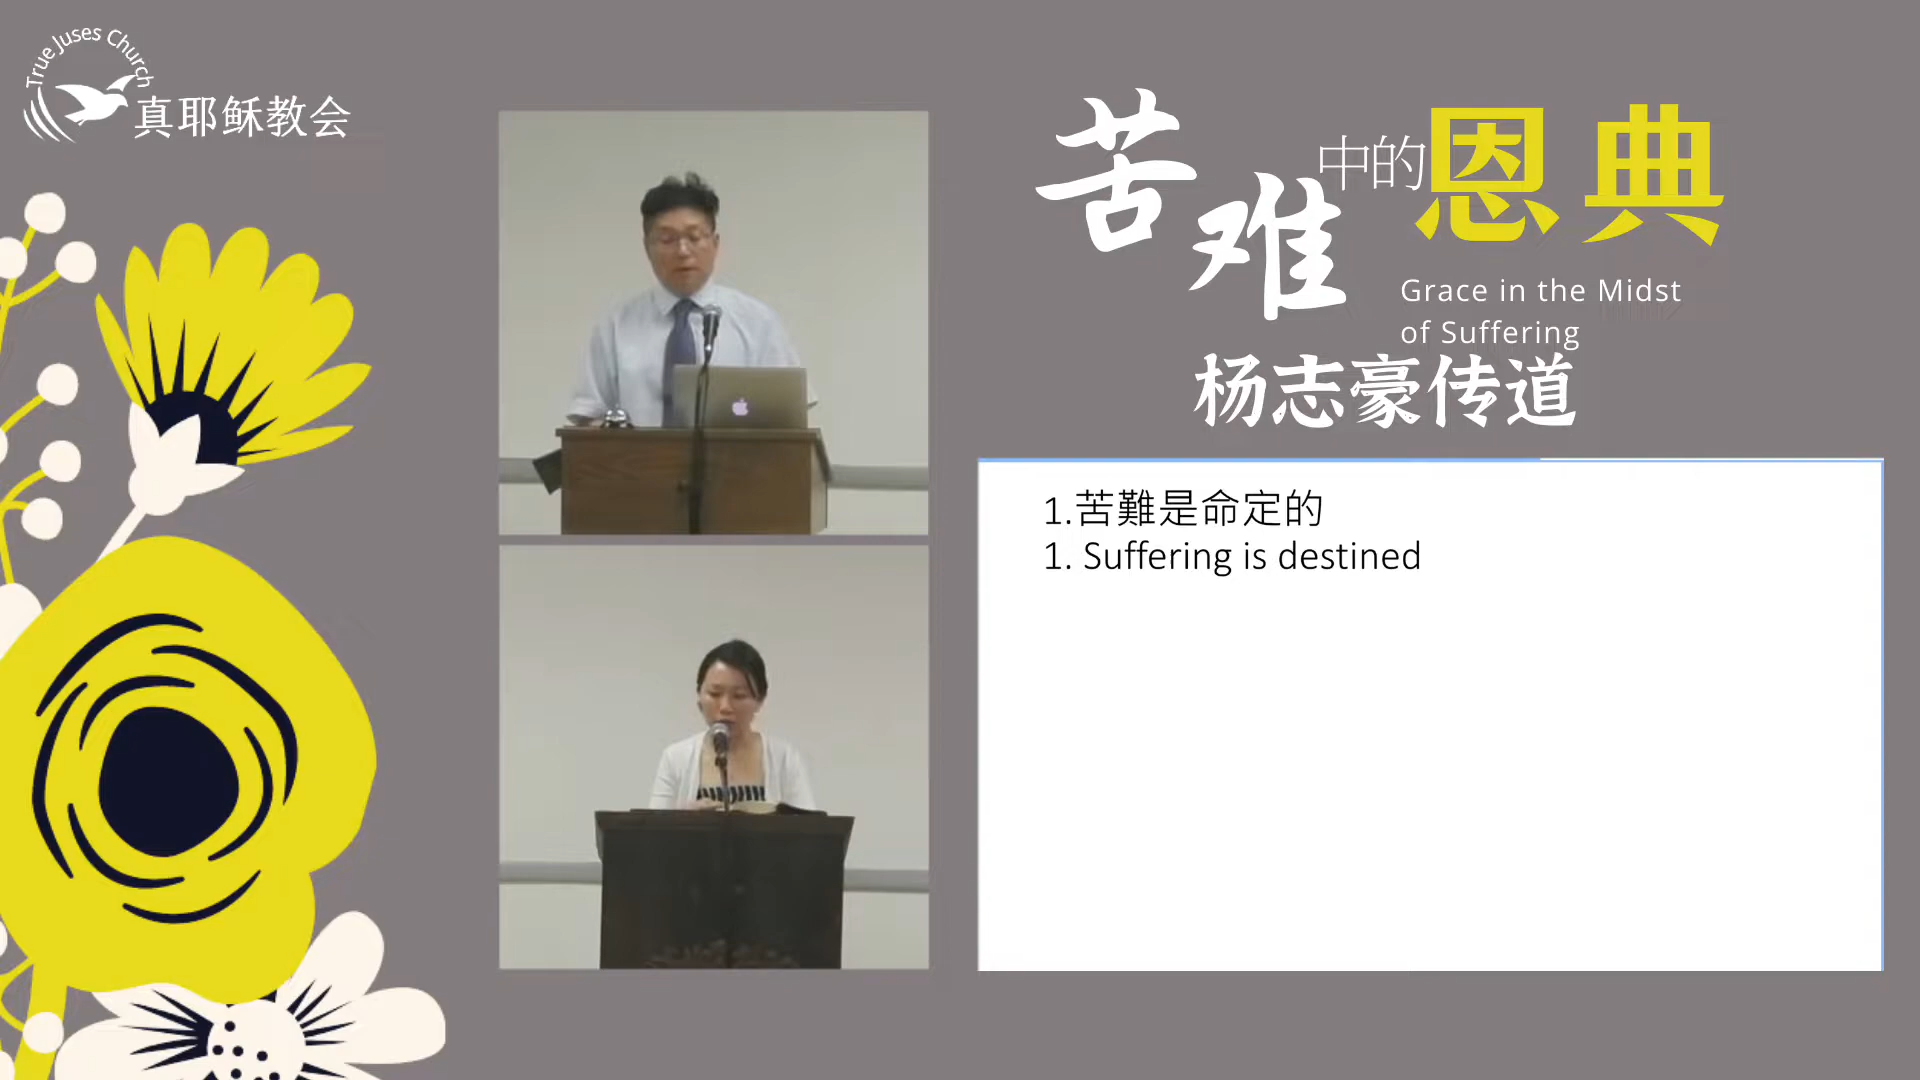 True Juses Church
真耶稣教会
苦难中的恩典
Grace in the Midst
of Suffering
杨志豪传道
1.苦難是命定的
1. Suffering is destined